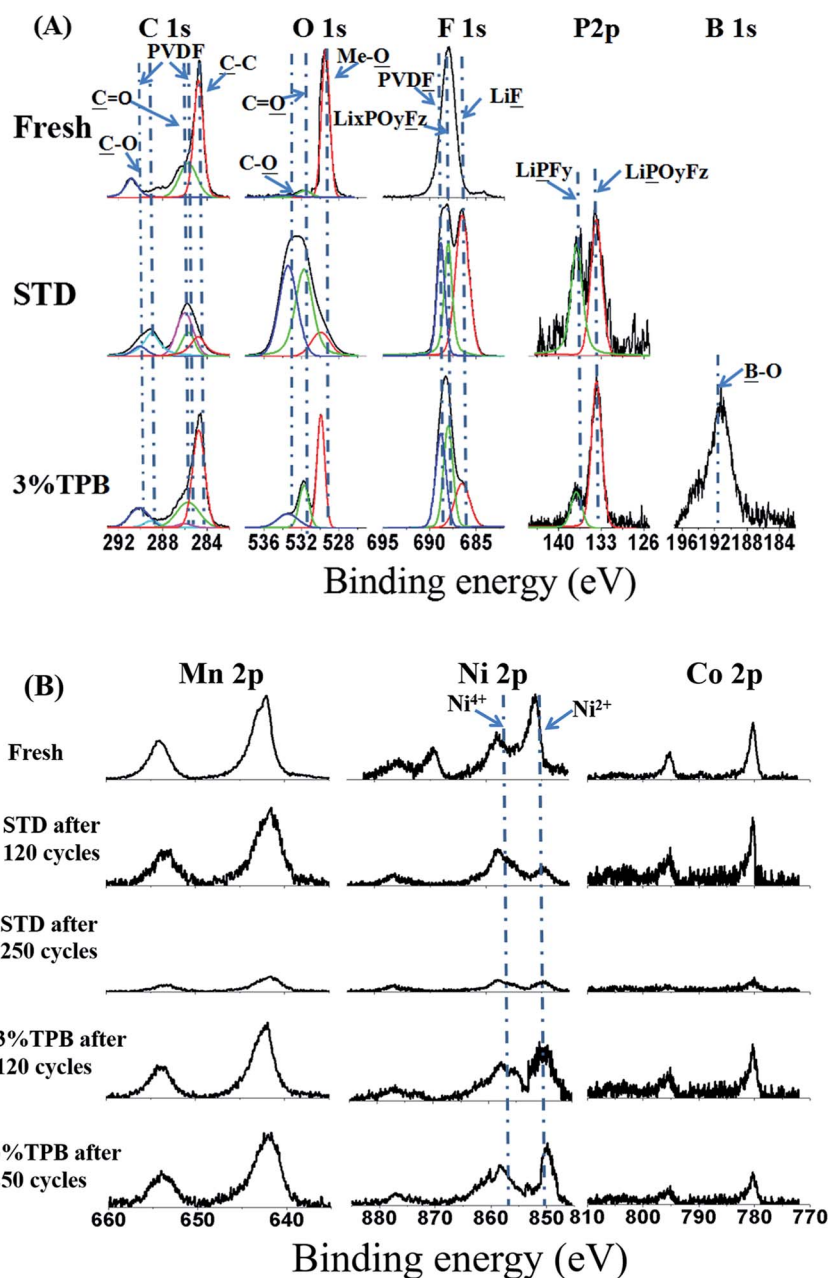 (A)
C 1s O 1s F 1s P2p B 1s
PVDF
C-C
C=O
C-O
Me-O
C=O
C-O
PVDF
LixPOyFz
LiF
LiPFy
LiPOyFz
B-O
Fresh
STD
3%TPB
292 288 284 536 532 528 695 690 685 140 133 126 196 192 188 184
Binding energy (eV)
(B)
Mn 2p Ni 2p Co 2p
Ni4+
Ni2+
Fresh
STD after
120 cycles
STD after
250 cycles
3%TPB after
120 cycles
%TPB after
50 cycles
660 650 640 880 870 860 850 810 800 790 780 770
Binding energy (eV)